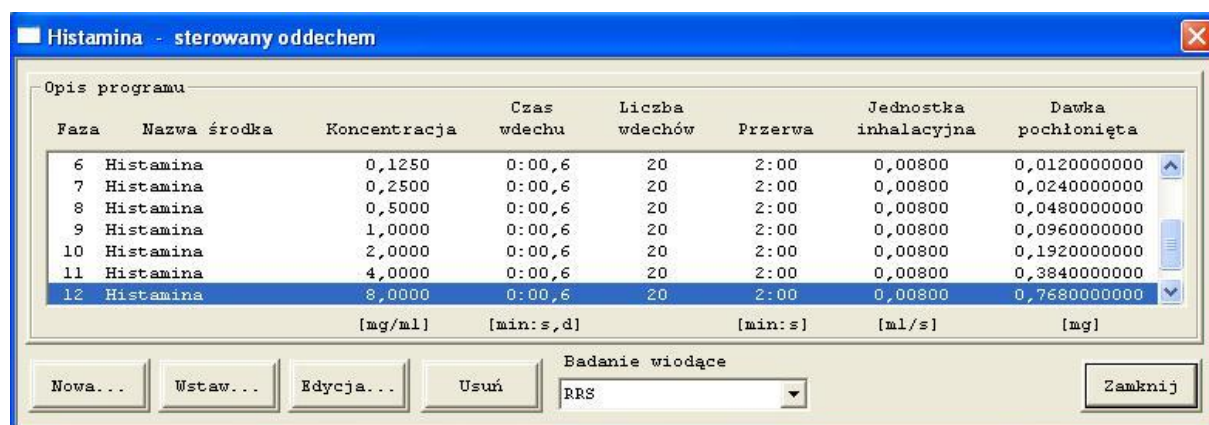 Histamina - sterowany oddechem
Opis programu
Faza Nazwa środka Koncentracja Czas wdechu Liczba wdechów Przerwa Jednostka inhalacyjna Dawka pochłonięta
6 Histamina 0,1250 0:00,6 20 2:00 0,00800 0,0120000000
7 Histamina 0,2500 0:00,6 20 2:00 0,00800 0,0240000000
8 Histamina 0,5000 0:00,6 20 2:00 0,00800 0,0480000000
9 Histamina 1,0000 0:00,6 20 2:00 0,00800 0,0960000000
10 Histamina 2,0000 0:00,6 20 2:00 0,00800 0,1920000000
11 Histamina 4,0000 0:00,6 20 2:00 0,00800 0,3840000000
12 Histamina 8,0000 0:00,6 20 2:00 0,00800 0,7680000000
[mg/ml] [min:s,d] [min:s] [ml/s] [mg]
Badanie wiodące
Nowa... Wstaw... Edycja... Usuń RRS Zamknij